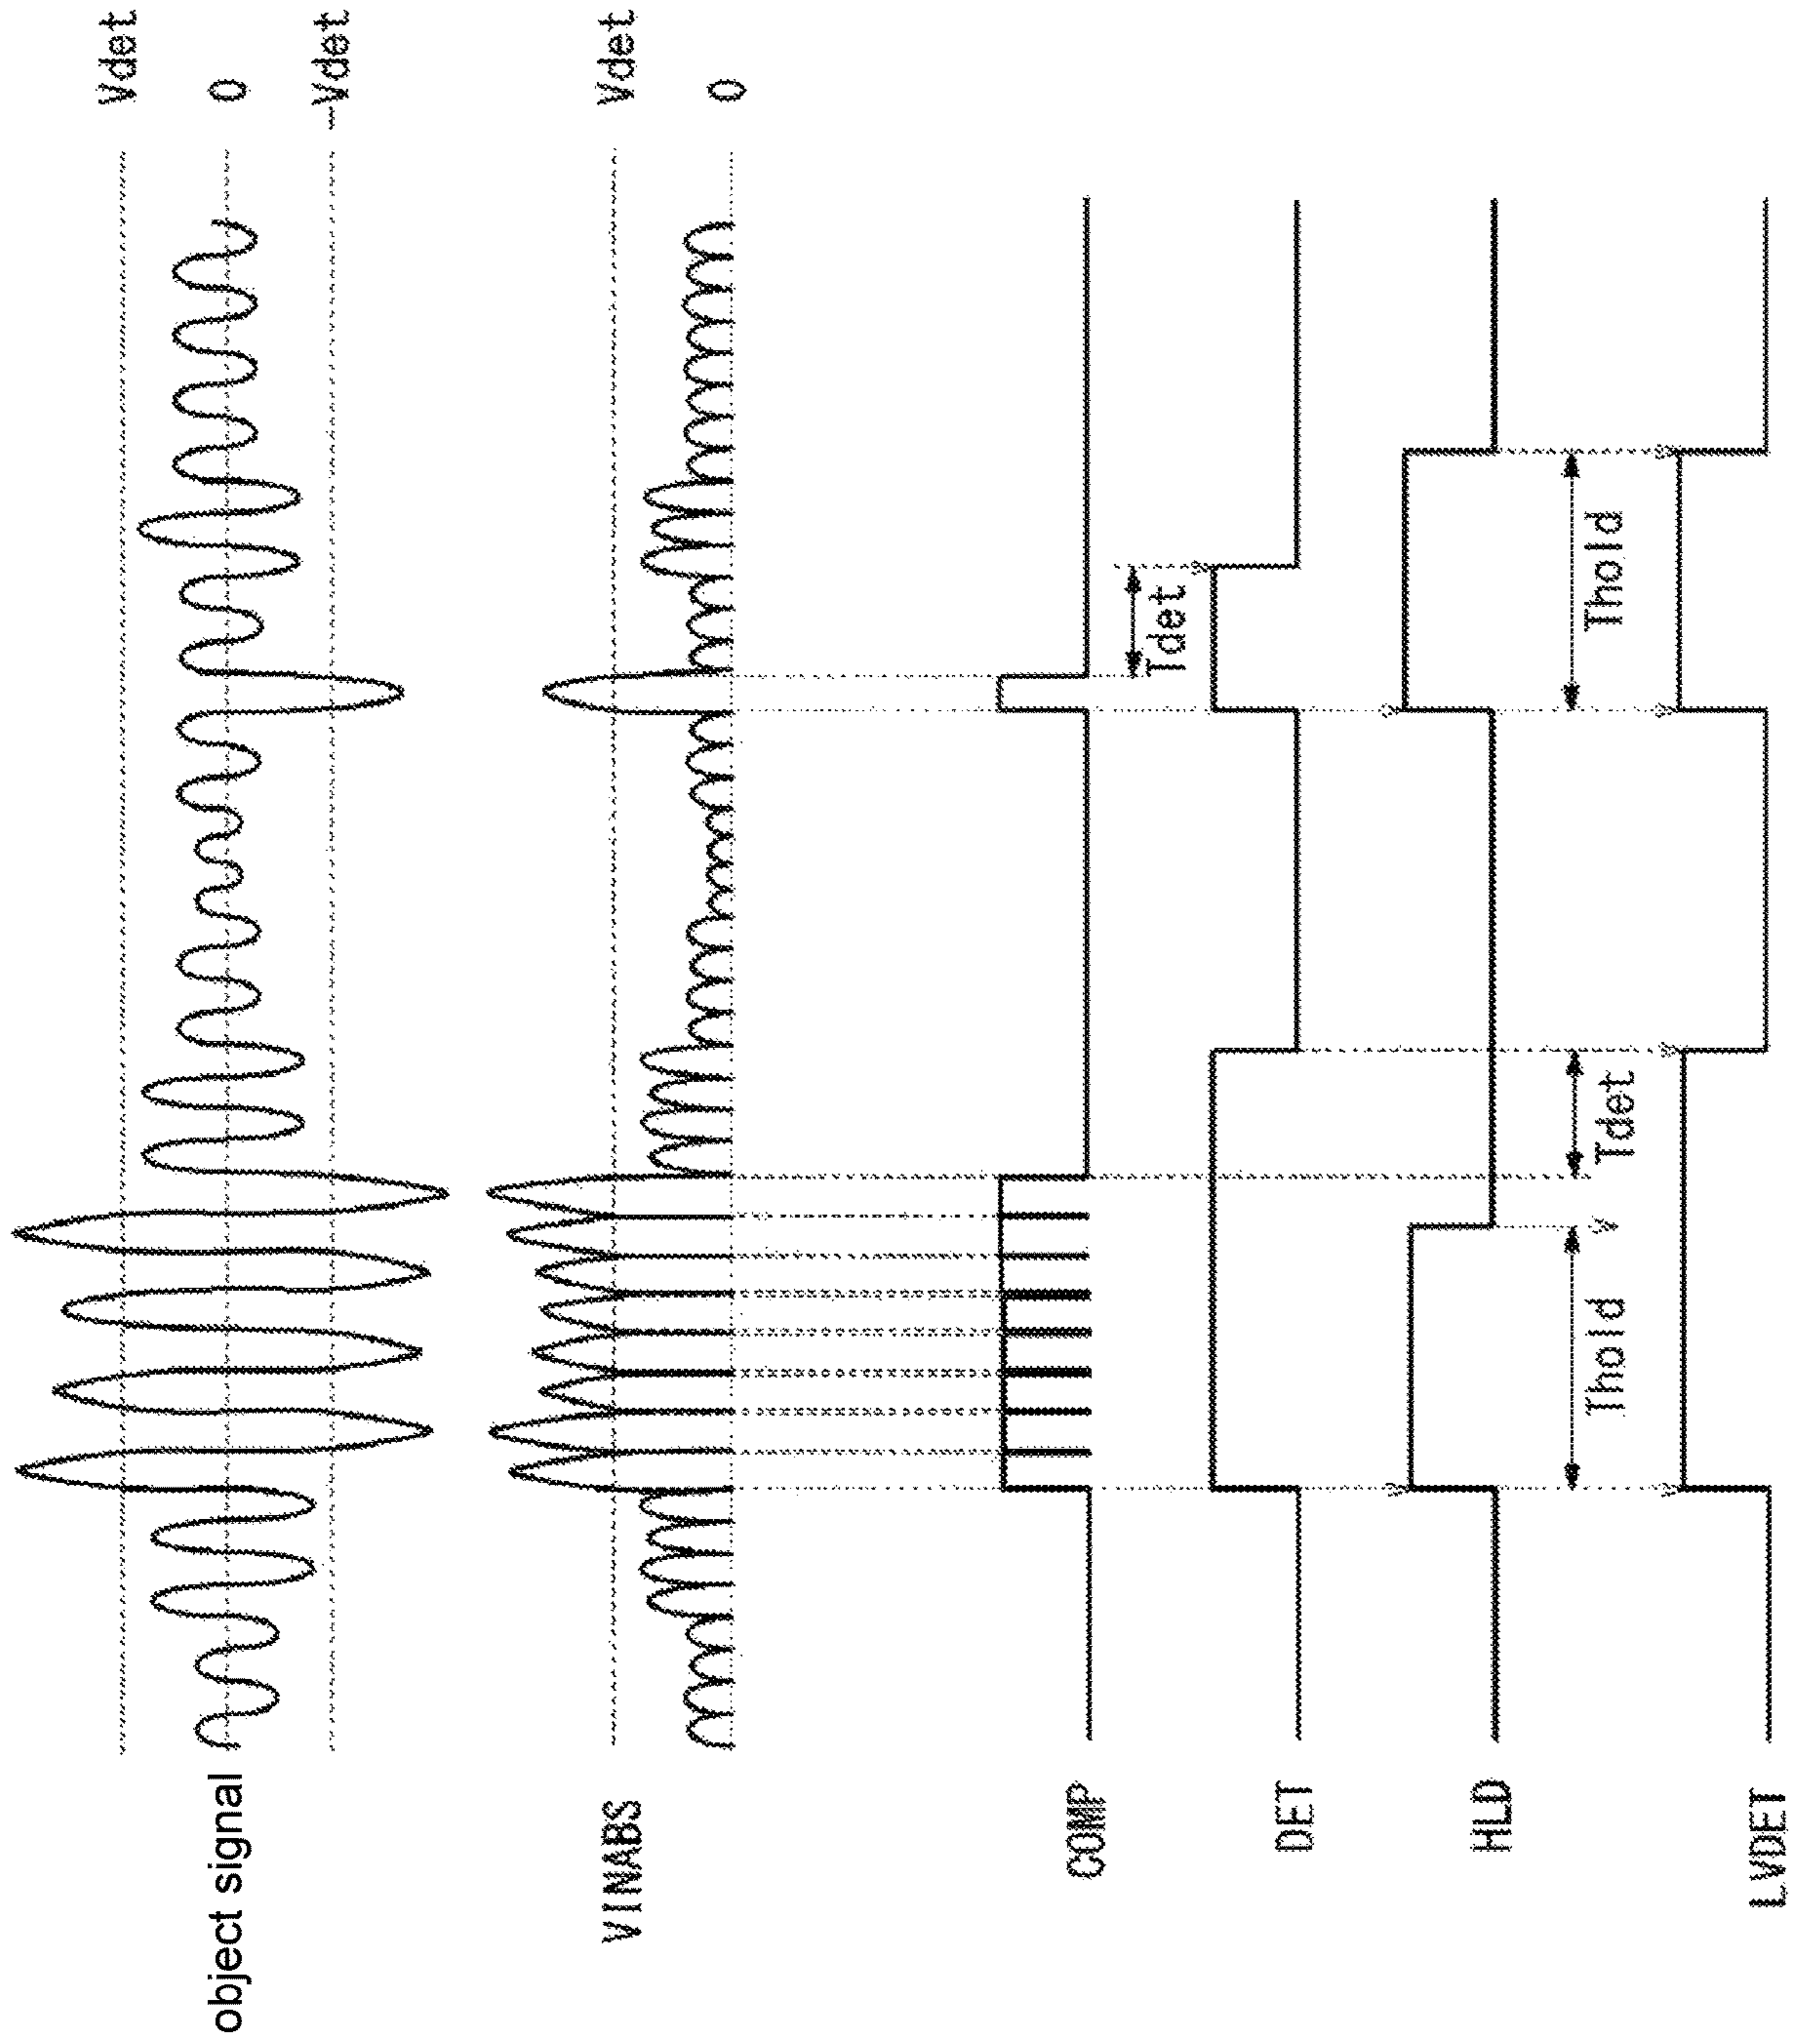 object signal
Vdet
0
-Vdet
VINABS
Vdet
0
COMP
Tdet
DET
HLD
Thold
Tdet
Thold
LVDET